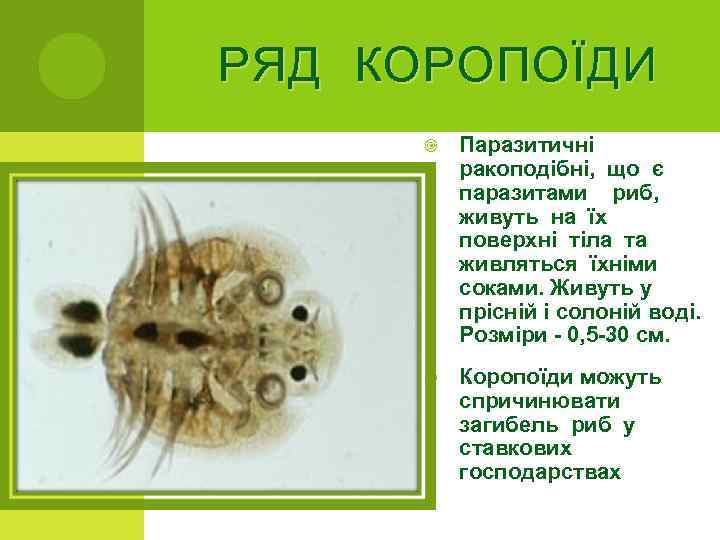 РЯД КОРОПОЇДИ
Паразитичні
ракоподібні, що є
паразитами риб,
живуть на їх
поверхні тіла та
живляться їхніми
соками. Живуть у
прісній і солоній воді.
Розміри - 0, 5-30 см.
Коропоїди можуть
спричинювати
загибель риб у
ставкових
господарствах